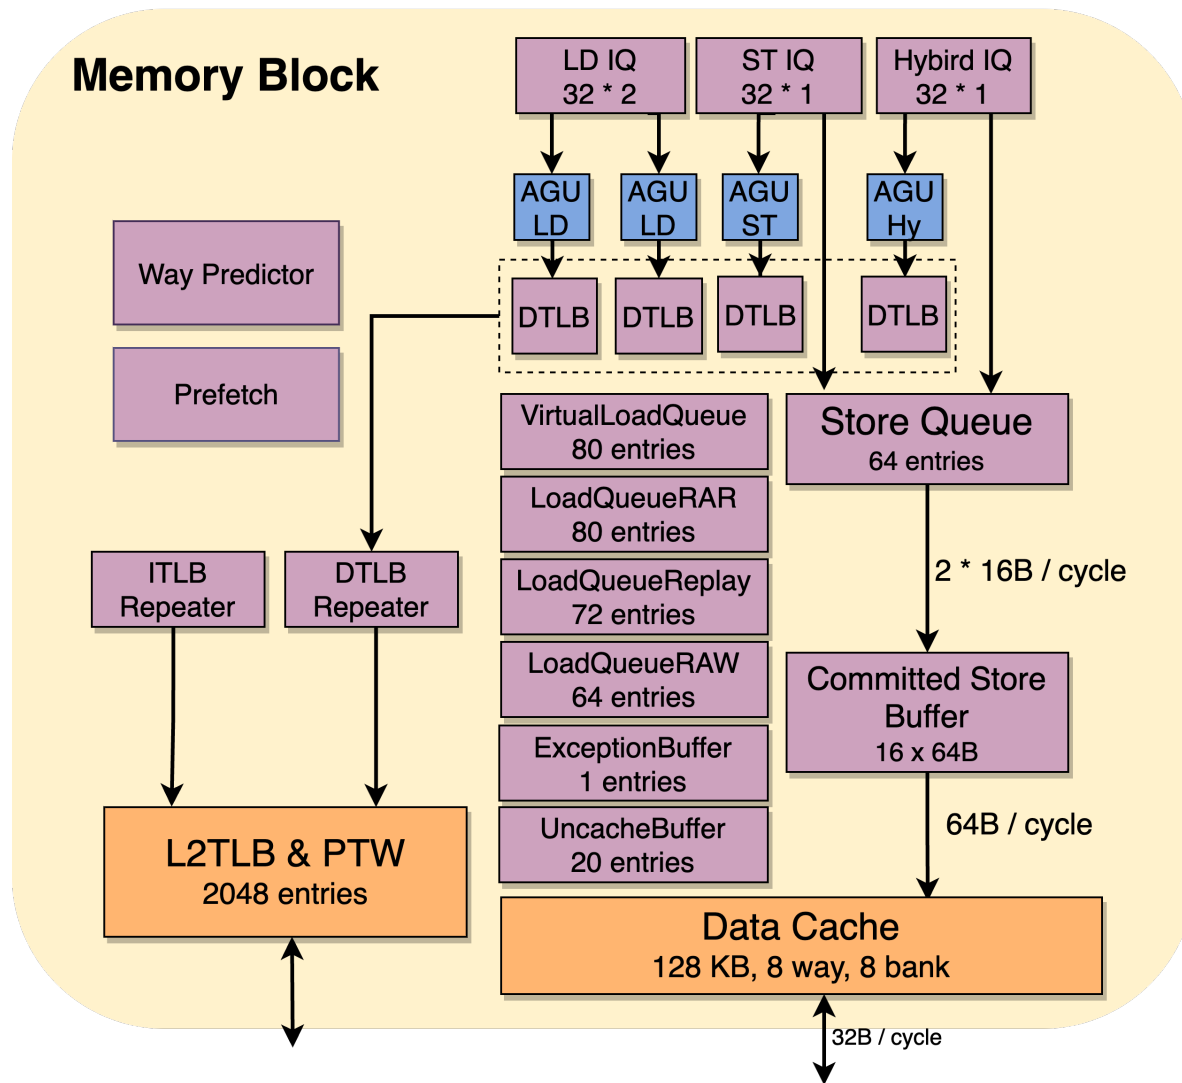 Memory Block
LD IQ
32 * 2
ST IQ
32 * 1
Hybird IQ
32 * 1
AGU
LD
AGU
LD
AGU
ST
AGU
Hy
DTLB
DTLB
DTLB
DTLB
Way Predictor
Prefetch
VirtualLoadQueue
80 entries
LoadQueueRAR
80 entries
LoadQueueReplay
72 entries
LoadQueueRAW
64 entries
ExceptionBuffer
1 entries
UncacheBuffer
20 entries
Store Queue
64 entries
2 * 16B / cycle
Committed Store
Buffer
16 x 64B
64B / cycle
ITLB
Repeater
DTLB
Repeater
L2TLB & PTW
2048 entries
Data Cache
128 KB, 8 way, 8 bank
32B / cycle